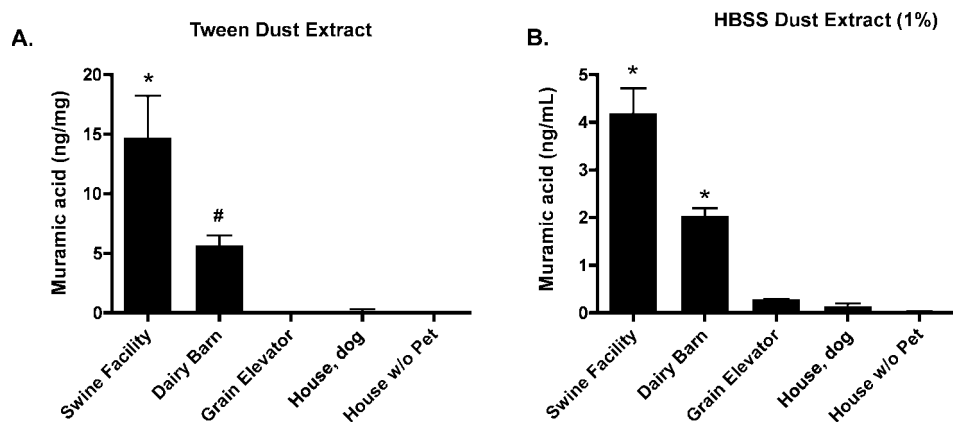 A.
Tween Dust Extract
Muramic acid (ng/mg)
20
15
10
5
0
*
#
Swine Facility
Dairy Barn
Grain Elevator
House, dog
House w/o Pet
B.
HBSS Dust Extract (1%)
Muramic acid (ng/mL)
5
4
3
2
1
0
*
*
Swine Facility
Dairy Barn
Grain Elevator
House, dog
House w/o Pet